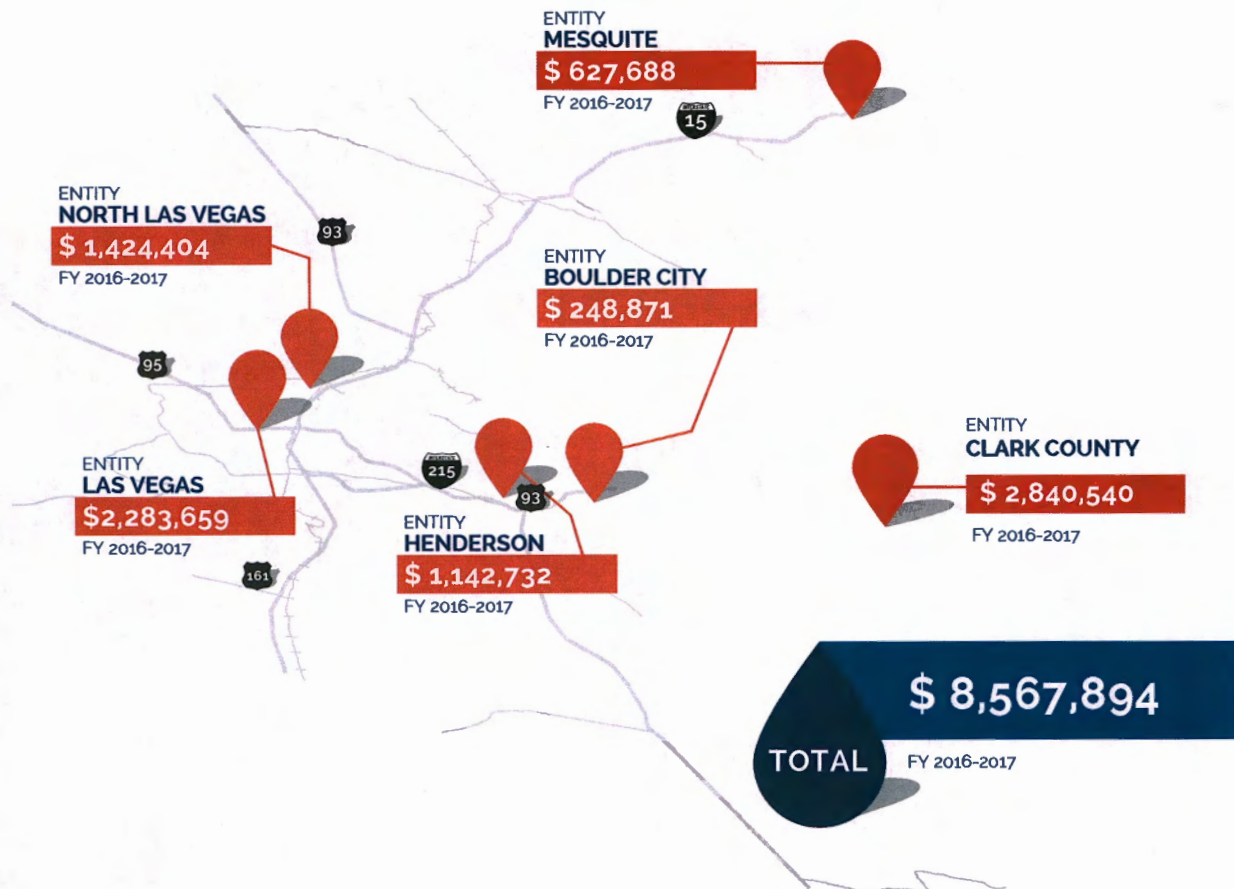 ENTITY
MESQUITE
$ 627,688
FY 2016-2017
INTERSTATE
15
ENTITY
NORTH LAS VEGAS
$ 1,424,404
FY 2016-2017
93
ENTITY
BOULDER CITY
$ 248,871
FY 2016-2017
95
ENTITY
LAS VEGAS
$2,283,659
FY 2016-2017
INTERSTATE
215
93
ENTITY
HENDERSON
$ 1,142,732
FY 2016-2017
161
ENTITY
CLARK COUNTY
$ 2,840,540
FY 2016-2017
$ 8,567,894
TOTAL
FY 2016-2017